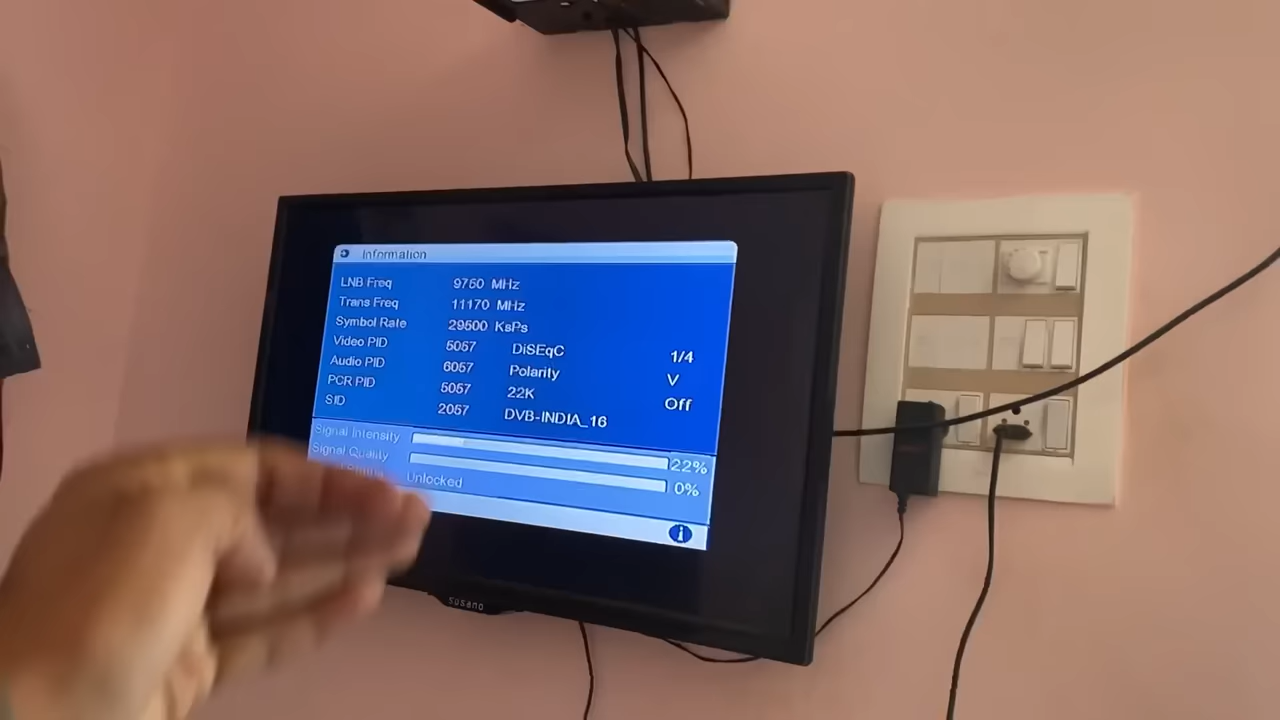 Information
LNB Freq 9750 MHz
Trans Freq 11170 MHz
Symbol Rate 29500 KsPs
Video PID 5057 DiSEqC 1/4
Audio PID 6057 Polarity V
PCR PID 5057 22K Off
SID 2057 DVB-INDIA_16
Signal Intensity 22%
Signal Quality 0%
Unlocked
i
susano